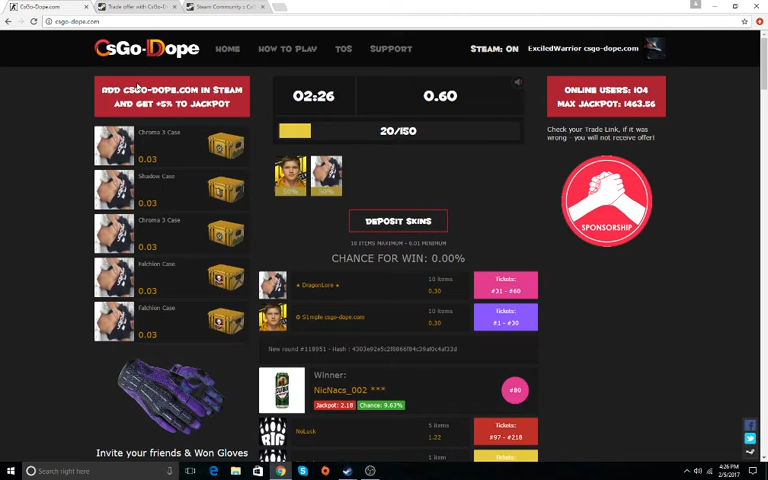 CsGo-Dope.com
Trade offer with CsGo-D
Steam Community :: CsG
csgo-dope.com
CsGo-Dope
HOME
HOW TO PLAY
TOS
SUPPORT
STEAM: ON
ExciledWarrior csgo-dope.com
ADD CSGO-DOPE.COM IN STEAM
AND GET +5% TO JACKPOT
Chroma 3 Case
0.03
Shadow Case
0.03
Chroma 3 Case
0.03
Falchion Case
0.03
Falchion Case
0.03
Invite your friends & Won Gloves
02:26
0.60
20/150
50%
50%
DEPOSIT SKINS
10 ITEMS MAXIMUM - 0.01 MINIMUM
CHANCE FOR WIN: 0.00%
★ DragonLore ★
10 items
0.30
Tickets:
#31 - #60
S1mple csgo-dope.com
10 items
0.30
Tickets:
#1 - #30
New round #118951 - Hash :
Winner:
NicNacs_002 ***
Jackpot: 2.18
Chance: 9.63%
#80
RIG
NeLusk
5 items
1.22
Tickets:
#97 - #218
1 item
Tickets:
ONLINE USERS: 104
MAX JACKPOT: 1463.56
Check your Trade Link, if it was
wrong - you will not receive offer!
SPONSORSHIP
Search right here
4:26 PM
2/5/2017